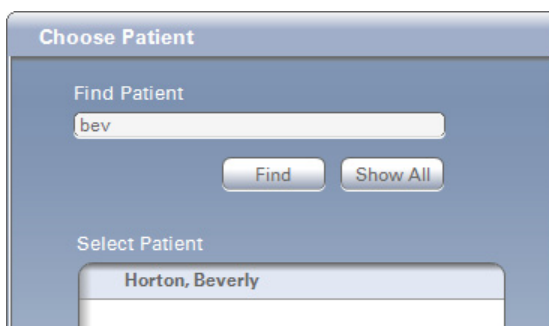 Choose Patient
Find Patient
bev
Find Show All
Select Patient
Horton, Beverly